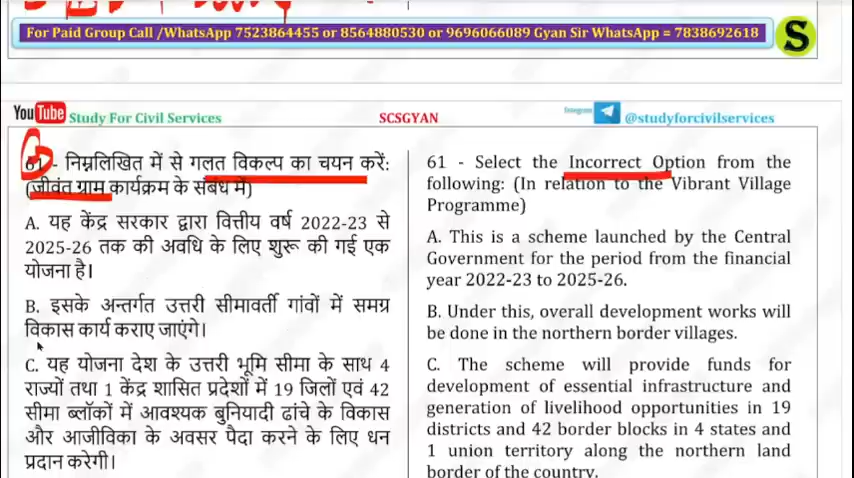 For Paid Group Call /WhatsApp 7523864455 or 8564880530 or 9696066089 Gyan Sir WhatsApp = 7838692618
S
YouTube Study For Civil Services
SCSGYAN
@studyforcivilservices
61 - निम्नलिखित में से गलत विकल्प का चयन करें:
(जीवंत ग्राम कार्यक्रम के संबंध में)
A. यह केंद्र सरकार द्वारा वित्तीय वर्ष 2022-23 से
2025-26 तक की अवधि के लिए शुरू की गई एक
योजना है।
B. इसके अन्तर्गत उत्तरी सीमावर्ती गांवों में समग्र
विकास कार्य कराए जाएंगे।
C. यह योजना देश के उत्तरी भूमि सीमा के साथ 4
राज्यों तथा 1 केंद्र शासित प्रदेशों में 19 जिलों एवं 42
सीमा ब्लॉकों में आवश्यक बुनियादी ढांचे के विकास
और आजीविका के अवसर पैदा करने के लिए धन
प्रदान करेगी।
61 - Select the Incorrect Option from the
following: (In relation to the Vibrant Village
Programme)
A. This is a scheme launched by the Central
Government for the period from the financial
year 2022-23 to 2025-26.
B. Under this, overall development works will
be done in the northern border villages.
C. The scheme will provide funds for
development of essential infrastructure and
generation of livelihood opportunities in 19
districts and 42 border blocks in 4 states and
1 union territory along the northern land
border of the country.